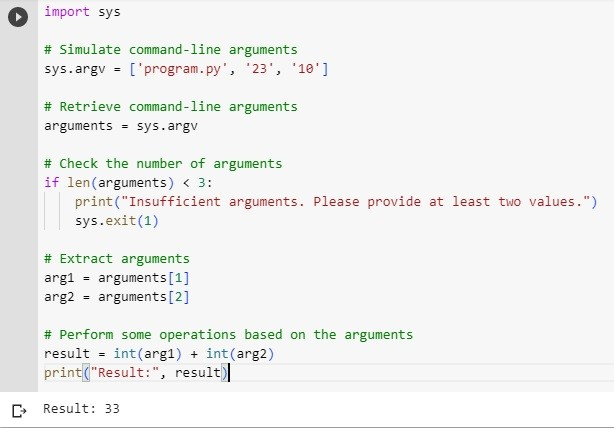 import sys
# Simulate command-line arguments
sys.argv = ['program.py', '23', '10']
# Retrieve command-line arguments
arguments = sys.argv
# Check the number of arguments
if len(arguments) < 3:
    print("Insufficient arguments. Please provide at least two values.")
    sys.exit(1)
# Extract arguments
arg1 = arguments[1]
arg2 = arguments[2]
# Perform some operations based on the arguments
result = int(arg1) + int(arg2)
print("Result:", result)
Result: 33